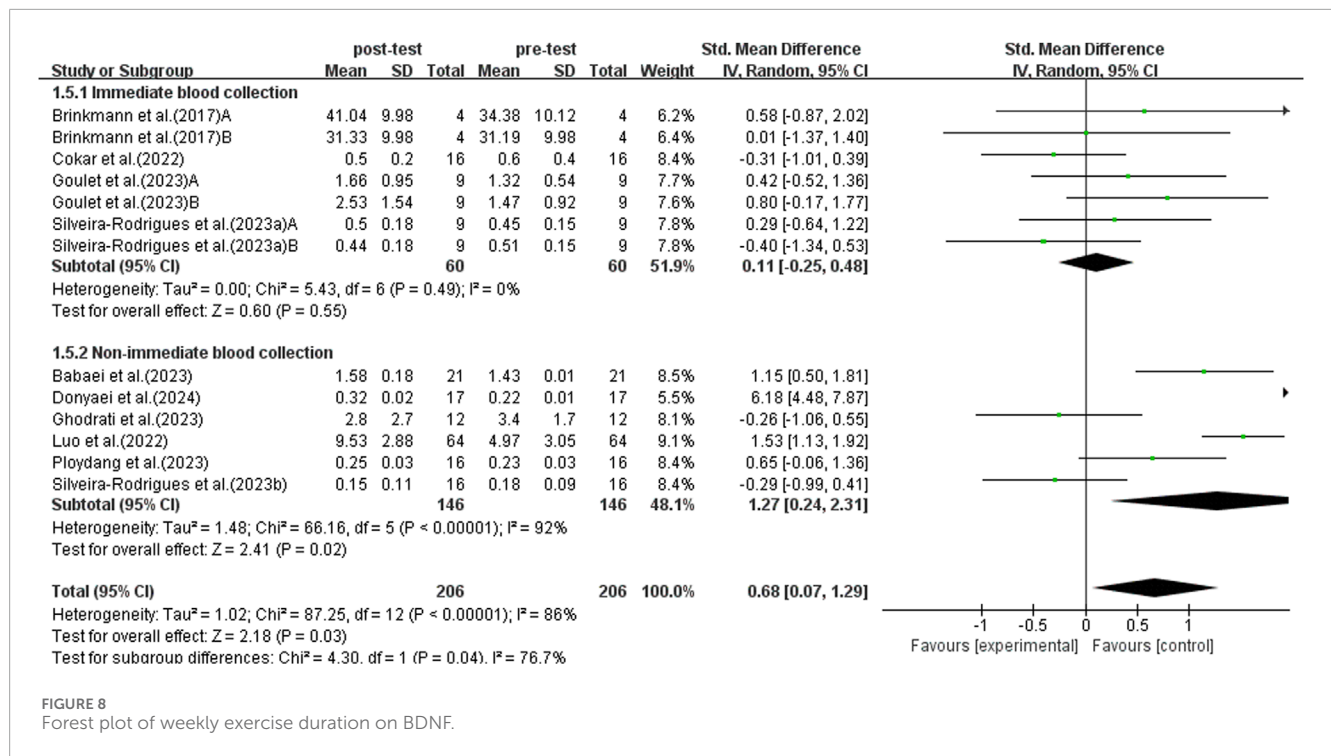 post-test pre-test Std. Mean Difference Std. Mean Difference
Study or Subgroup Mean SD Total Mean SD Total Weight IV, Random, 95% CI IV, Random, 95% CI
1.5.1 Immediate blood collection
Brinkmann et al.(2017)A 41.04 9.98 4 34.38 10.12 4 6.2% 0.58 [-0.87, 2.02]
Brinkmann et al.(2017)B 31.33 9.98 4 31.19 9.98 4 6.4% 0.01 [-1.37, 1.40]
Cokar et al.(2022) 0.5 0.2 16 0.6 0.4 16 8.4% -0.31 [-1.01, 0.39]
Goulet et al.(2023)A 1.66 0.95 9 1.32 0.54 9 7.7% 0.42 [-0.52, 1.36]
Goulet et al.(2023)B 2.53 1.54 9 1.47 0.92 9 7.6% 0.80 [-0.17, 1.77]
Silveira-Rodrigues et al.(2023a)A 0.5 0.18 9 0.45 0.15 9 7.8% 0.29 [-0.64, 1.22]
Silveira-Rodrigues et al.(2023a)B 0.44 0.18 9 0.51 0.15 9 7.8% -0.40 [-1.34, 0.53]
Subtotal (95% CI) 60 60 51.9% 0.11 [-0.25, 0.48]
Heterogeneity: Tau² = 0.00; Chi² = 5.43, df = 6 (P = 0.49); I² = 0%
Test for overall effect: Z = 0.60 (P = 0.55)
1.5.2 Non-immediate blood collection
Babaei et al.(2023) 1.58 0.18 21 1.43 0.01 21 8.5% 1.15 [0.50, 1.81]
Donyaei et al.(2024) 0.32 0.02 17 0.22 0.01 17 5.5% 6.18 [4.48, 7.87]
Ghodrati et al.(2023) 2.8 2.7 12 3.4 1.7 12 8.1% -0.26 [-1.06, 0.55]
Luo et al.(2022) 9.53 2.88 64 4.97 3.05 64 9.1% 1.53 [1.13, 1.92]
Ploydang et al.(2023) 0.25 0.03 16 0.23 0.03 16 8.4% 0.65 [-0.06, 1.36]
Silveira-Rodrigues et al.(2023b) 0.15 0.11 16 0.18 0.09 16 8.4% -0.29 [-0.99, 0.41]
Subtotal (95% CI) 146 146 48.1% 1.27 [0.24, 2.31]
Heterogeneity: Tau² = 1.48; Chi² = 66.16, df = 5 (P < 0.00001); I² = 92%
Test for overall effect: Z = 2.41 (P = 0.02)
Total (95% CI) 206 206 100.0% 0.68 [0.07, 1.29]
Heterogeneity: Tau² = 1.02; Chi² = 87.25, df = 12 (P < 0.00001); I² = 86%
Test for overall effect: Z = 2.18 (P = 0.03)
Test for subgroup differences: Chi² = 4.30. df = 1 (P = 0.04). I² = 76.7%
-1 -0.5 0 0.5 1
Favours [experimental] Favours [control]
FIGURE 8
Forest plot of weekly exercise duration on BDNF.